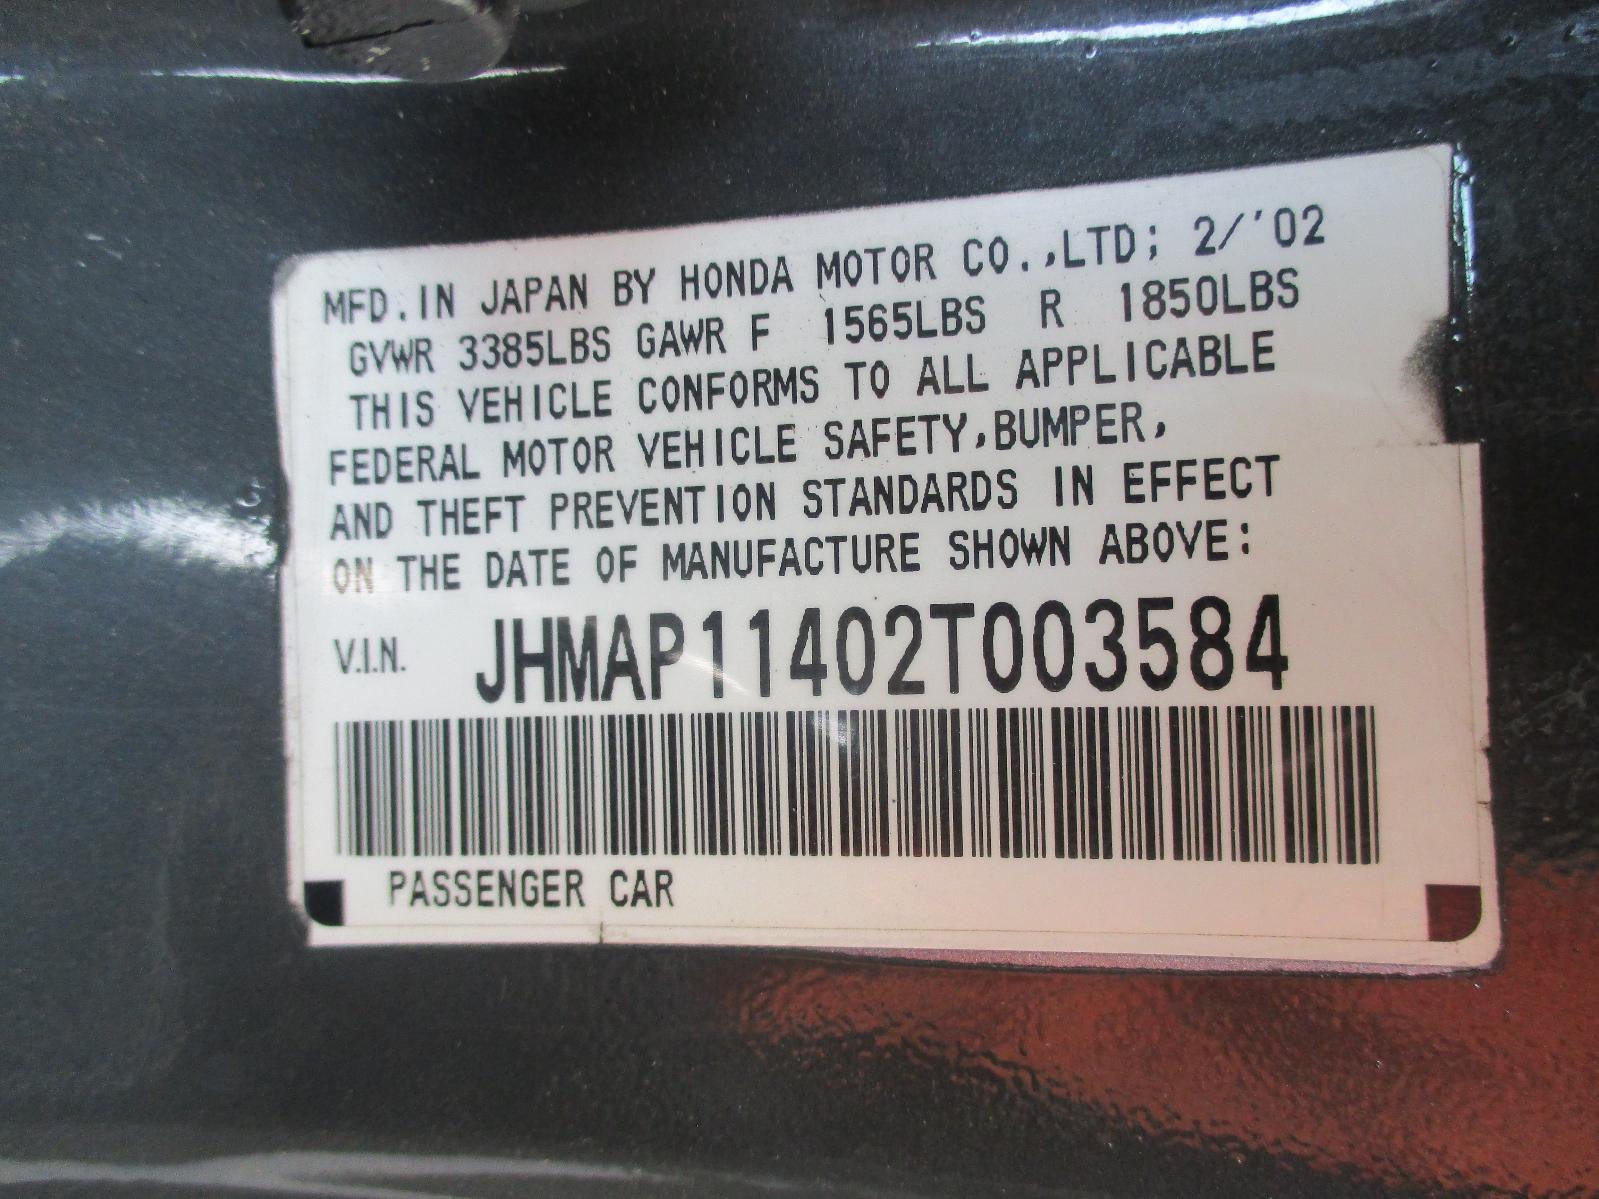 MFD. IN JAPAN BY HONDA MOTOR CO.,LTD; 2/'02
GVWR 3385LBS GAWR F 1565LBS R 1850LBS
THIS VEHICLE CONFORMS TO ALL APPLICABLE
FEDERAL MOTOR VEHICLE SAFETY,BUMPER,
AND THEFT PREVENTION STANDARDS IN EFFECT
ON THE DATE OF MANUFACTURE SHOWN ABOVE:
V.I.N. JHMAP11402T003584
PASSENGER CAR